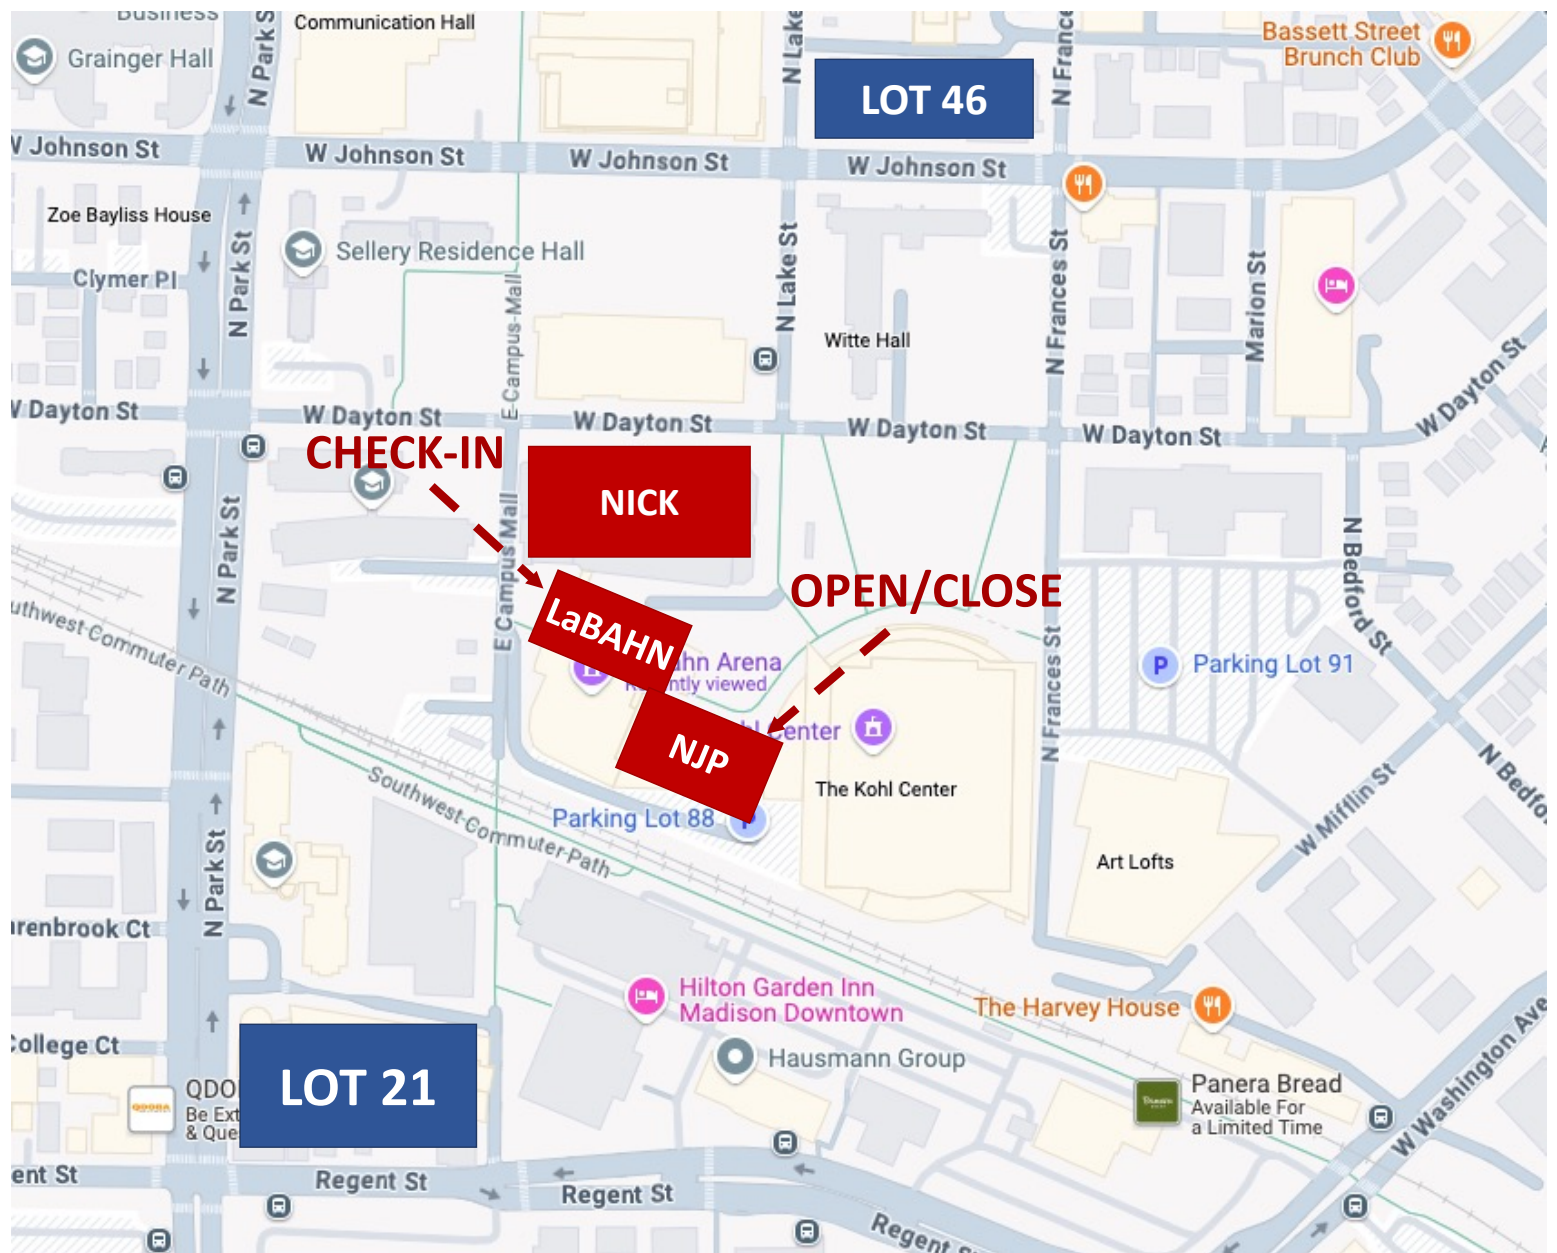 Business
Communication Hall
Grainger Hall
N Park S
N Lake
N France
Bassett Street
Brunch Club
LOT 46
W Johnson St
W Johnson St
W Johnson St
W Johnson St
Zoe Bayliss House
Sellery Residence Hall
Clymer Pl
N Park St
E Campus Mall
N Lake St
Witte Hall
N Frances St
Marion St
W Dayton St
W Dayton St
W Dayton St
W Dayton St
W Dayton St
W Dayton St
CHECK-IN
NICK
N Park St
E Campus Mall
N Bedford St
OPEN/CLOSE
LaBAHN
ahn Arena
ntly viewed
outhwest Commuter Path
Parking Lot 91
N Frances St
NJP
Center
The Kohl Center
Southwest Commuter Path
Parking Lot 88
N Bedfo
W Mifflin St
Art Lofts
N Park St
arenbrook Ct
Hilton Garden Inn
Madison Downtown
The Harvey House
College Ct
Hausmann Group
LOT 21
QDO
Be Ext
& Que
QDOBA
Panera Bread
Available For
a Limited Time
W Washington Ave
ent St
Regent St
Regent St
Regent S
P
P